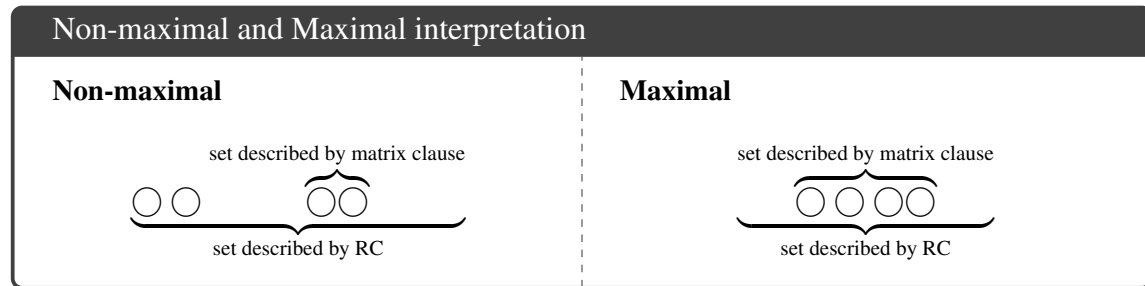 Non-maximal and Maximal interpretation
Non-maximal
set described by matrix clause
set described by RC
Maximal
set described by matrix clause
set described by RC